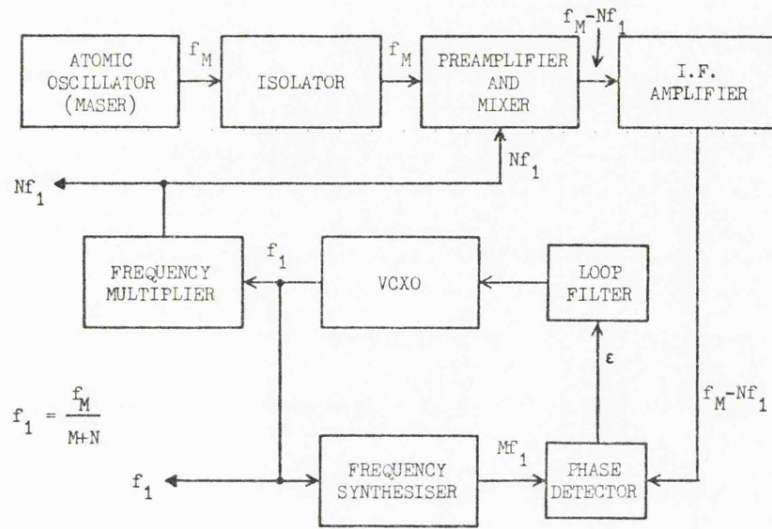 f_M-Nf_1
ATOMIC
OSCILLATOR
(MASER)
f_M
ISOLATOR
f_M
PREAMPLIFIER
AND
MIXER
I.F.
AMPLIFIER
Nf_1
Nf_1
FREQUENCY
MULTIPLIER
f_1
VCXO
LOOP
FILTER
ε
f_M-Nf_1
f_1 = f_M
M+N
f_1
FREQUENCY
SYNTHESISER
Mf_1
PHASE
DETECTOR